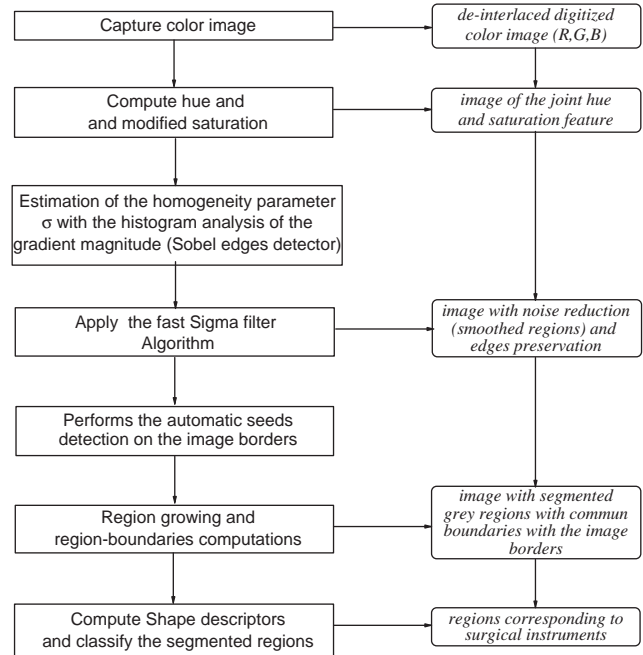 Capture color image
de-interlaced digitized
color image (R,G,B)
Compute hue and
and modified saturation
image of the joint hue
and saturation feature
Estimation of the homogeneity parameter
σ with the histogram analysis of the
gradient magnitude (Sobel edges detector)
Apply the fast Sigma filter
Algorithm
image with noise reduction
(smoothed regions) and
edges preservation
Performs the automatic seeds
detection on the image borders
Region growing and
region-boundaries computations
image with segmented
grey regions with commun
boundaries with the image
borders
Compute Shape descriptors
and classify the segmented regions
regions corresponding to
surgical instruments